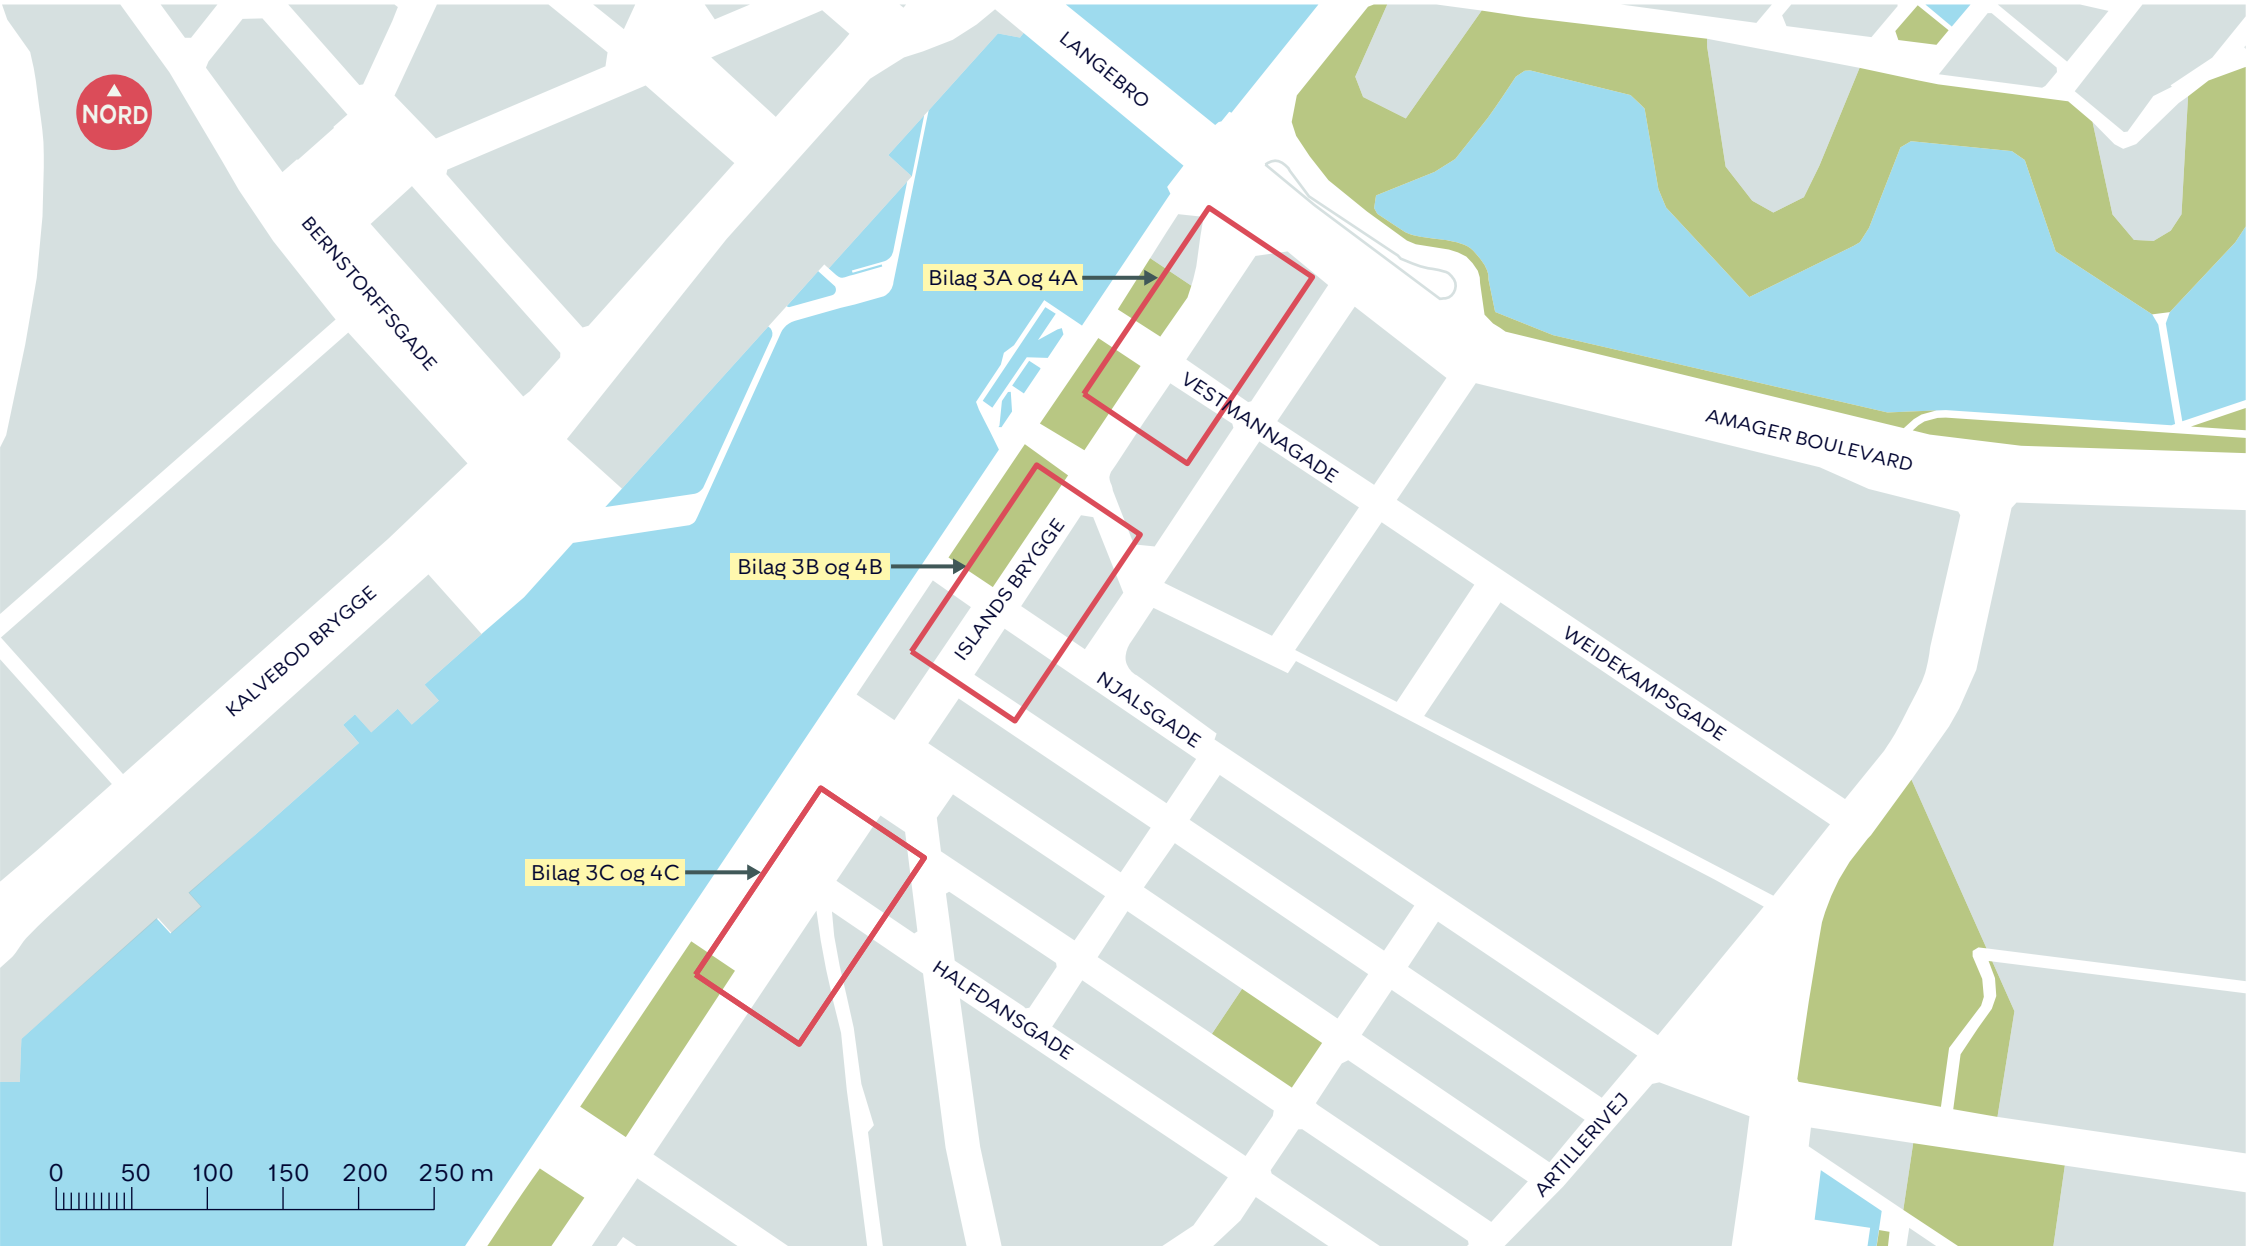 LANGEBRO
NORD
BERNSTORFFSGADE
Bilag 3A og 4A
VESTMANNAGADE
AMAGER BOULEVARD
Bilag 3B og 4B
ISLANDS BRYGGE
KALVEBOD BRYGGE
NJALSGADE
WEIDEKAMPSGADE
Bilag 3C og 4C
HALFDANSGADE
ARTILLERIVEJ
0 50 100 150 200 250 m